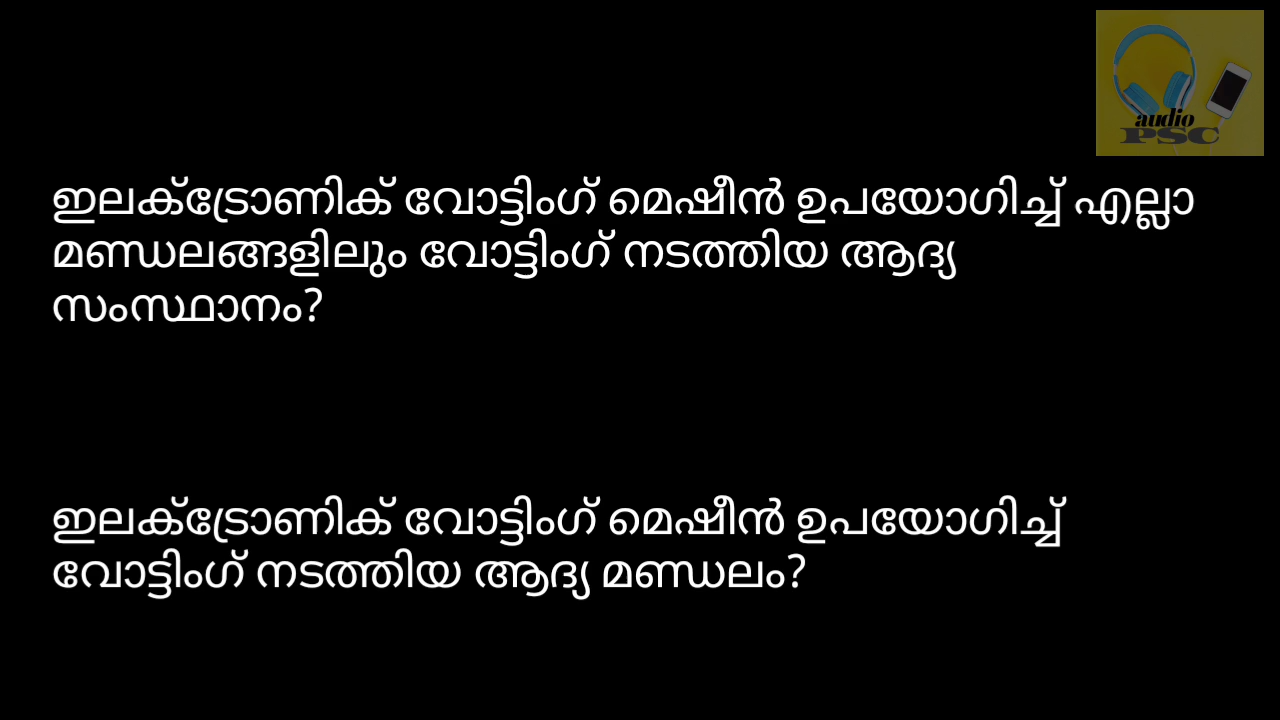 audio
PSC
ഇലക്ട്രോണിക് വോട്ടിംഗ് മെഷീൻ ഉപയോഗിച്ച് എല്ലാ
മണ്ഡലങ്ങളിലും വോട്ടിംഗ് നടത്തിയ ആദ്യ
സംസ്ഥാനം?
ഇലക്ട്രോണിക് വോട്ടിംഗ് മെഷീൻ ഉപയോഗിച്ച്
വോട്ടിംഗ് നടത്തിയ ആദ്യ മണ്ഡലം?